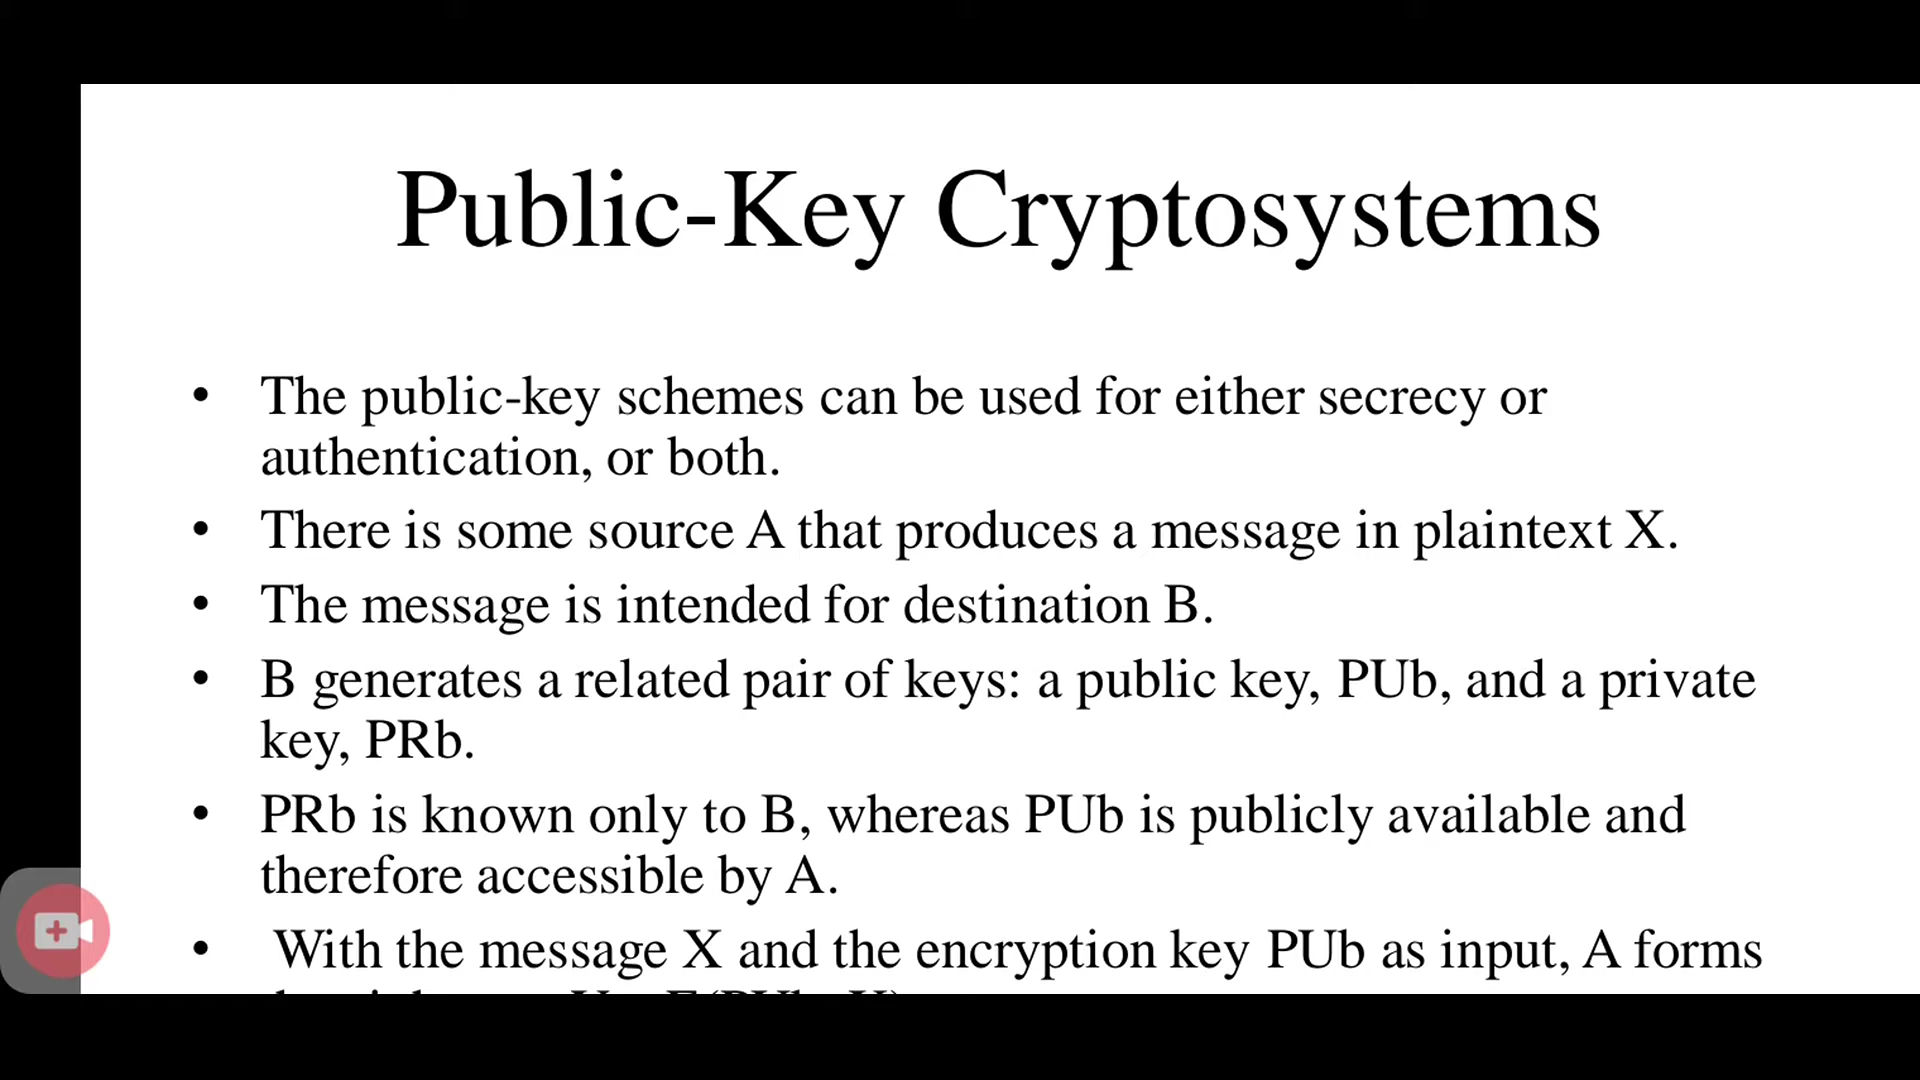 Public-Key Cryptosystems
• The public-key schemes can be used for either secrecy or
authentication, or both.
• There is some source A that produces a message in plaintext X.
• The message is intended for destination B.
• B generates a related pair of keys: a public key, PUb, and a private
key, PRb.
• PRb is known only to B, whereas PUb is publicly available and
therefore accessible by A.
• With the message X and the encryption key PUb as input, A forms